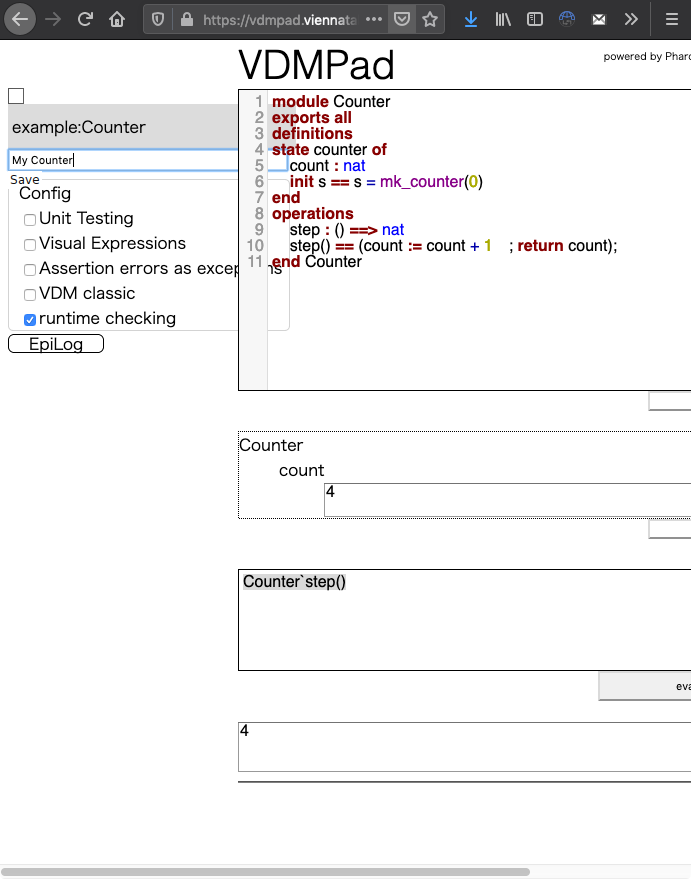 https://vdmpad.viennata
VDMPad
powered by Pharo
example:Counter
My Counter
Save
Config
Unit Testing
Visual Expressions
Assertion errors as exceptions
VDM classic
runtime checking
EpiLog
1 module Counter
2 exports all
3 definitions
4 state counter of
5 count : nat
6 init s == s = mk_counter(0)
7 end
8 operations
9 step : () ==> nat
10 step() == (count := count + 1 ; return count);
11 end Counter
Counter
count
4
Counter`step()
eva
4